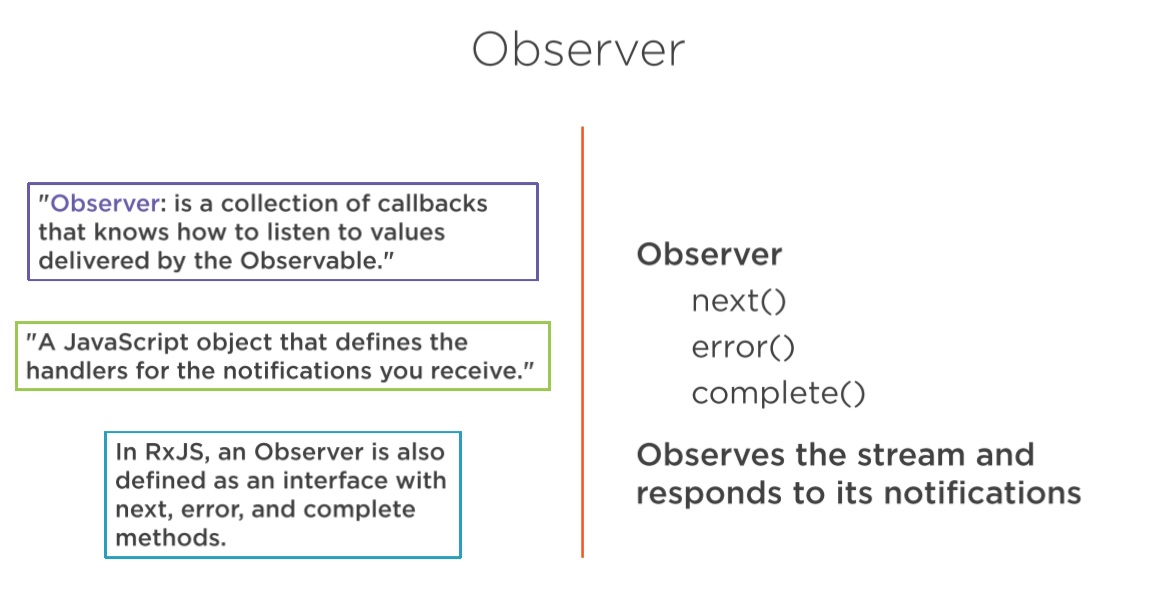 Observer
"Observer: is a collection of callbacks
that knows how to listen to values
delivered by the Observable."
"A JavaScript object that defines the
handlers for the notifications you receive."
In RxJS, an Observer is also
defined as an interface with
next, error, and complete
methods.
Observer
next()
error()
complete()
Observes the stream and
responds to its notifications